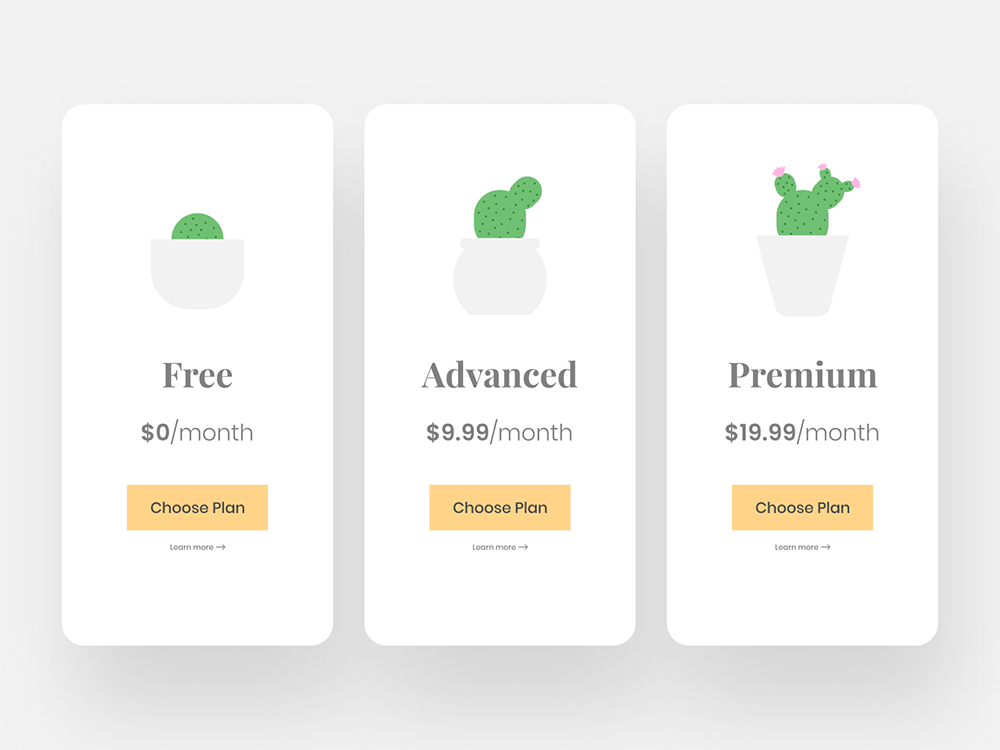 Free
$0/month
Choose Plan
Learn more →
Advanced
$9.99/month
Choose Plan
Learn more →
Premium
$19.99/month
Choose Plan
Learn more →